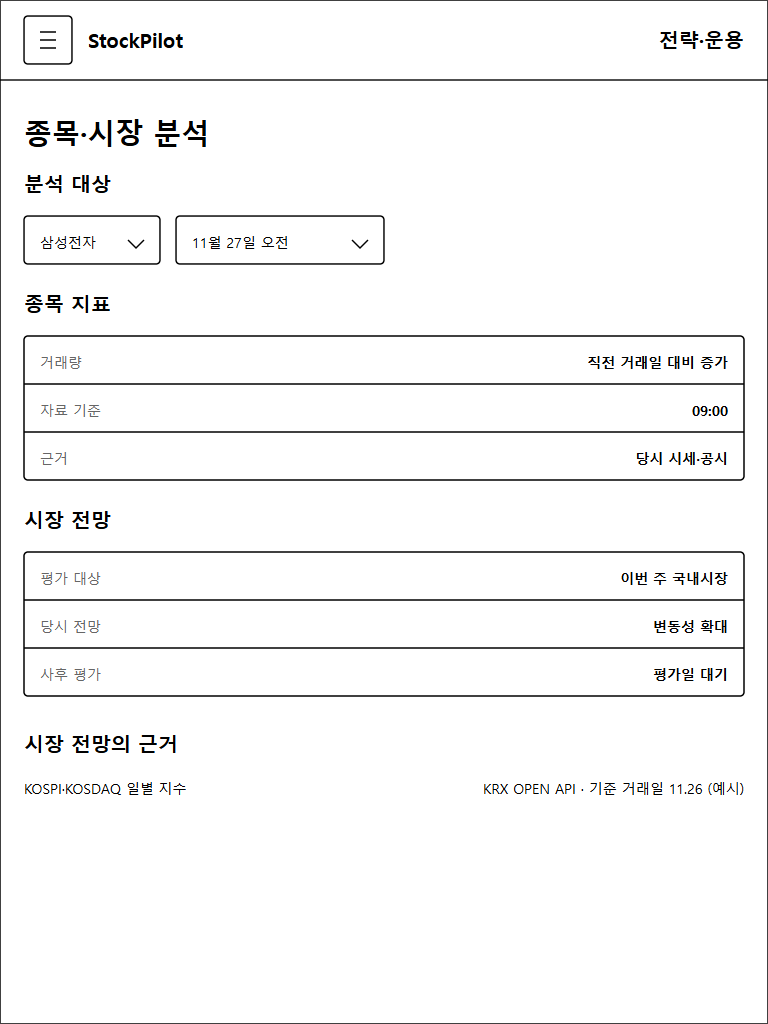 StockPilot 전략·운용
종목·시장 분석
분석 대상
삼성전자 11월 27일 오전
종목 지표
거래량 직전 거래일 대비 증가
자료 기준 09:00
근거 당시 시세·공시
시장 전망
평가 대상 이번 주 국내시장
당시 전망 변동성 확대
사후 평가 평가일 대기
시장 전망의 근거
KOSPI·KOSDAQ 일별 지수 KRX OPEN API · 기준 거래일 11.26 (예시)